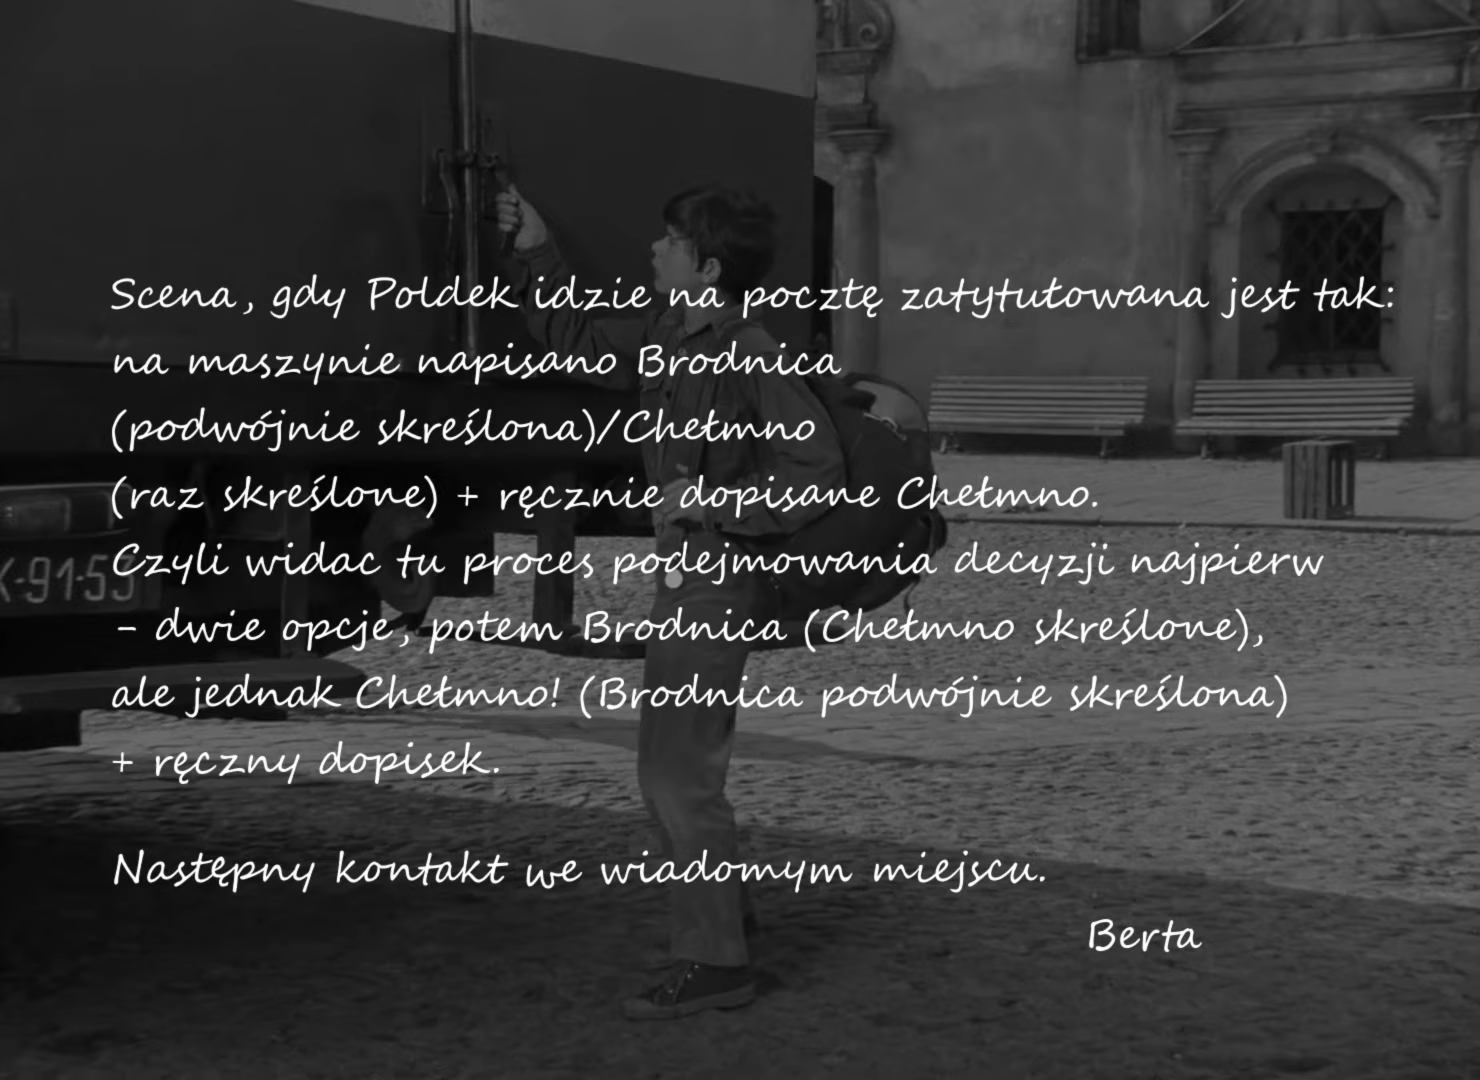 Scena, gdy Poldek idzie na pocztę zatytułowana jest tak:
na maszynie napisano Brodnica
(podwójnie skreślona)/Chełmno
(raz skreślone) + ręcznie dopisane Chełmno.
Czyli widac tu proces podejmowania decyzji najpierw
- dwie opcje, potem Brodnica (Chełmno skreślone),
ale jednak Chełmno! (Brodnica podwójnie skreślona)
+ ręczny dopisek.
Następny kontakt we wiadomym miejscu.
Berta